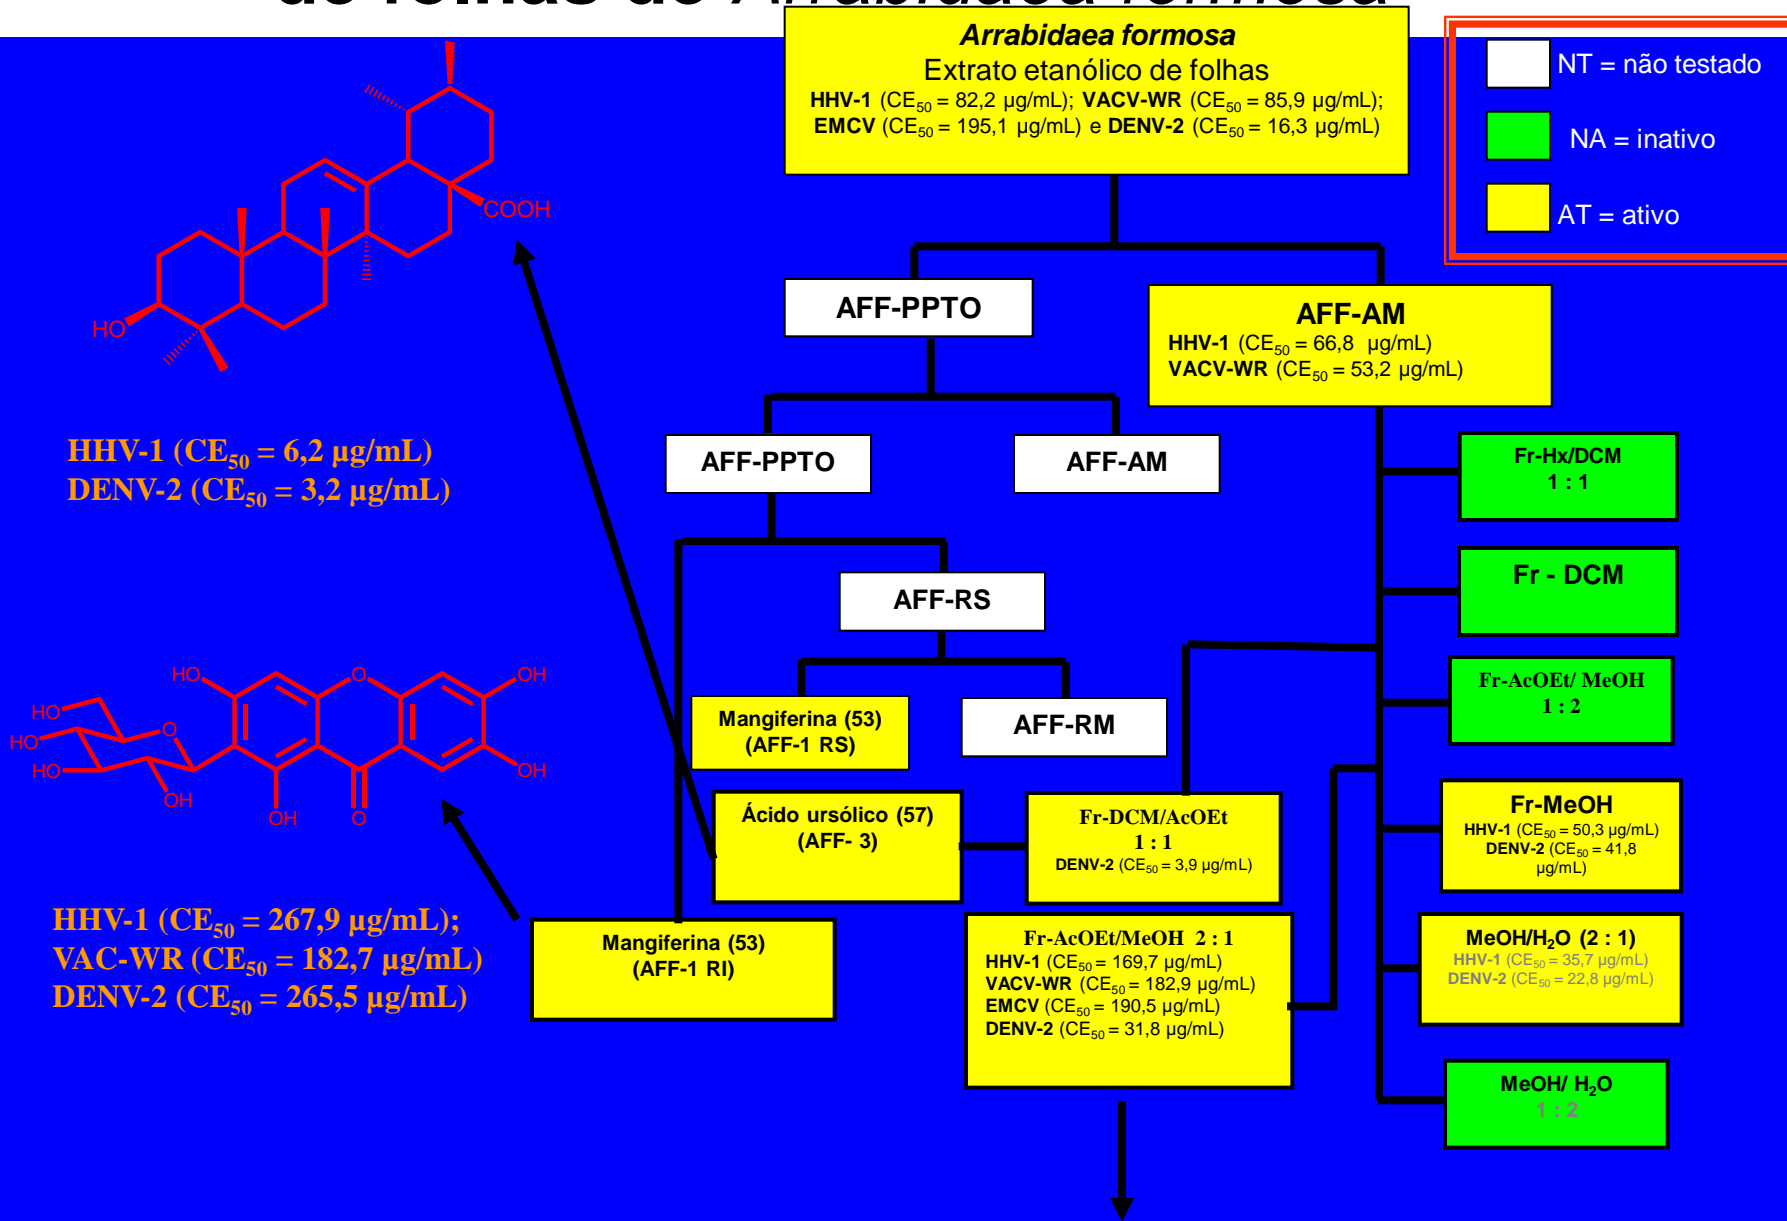 de folhas de Arrabidaea formosa
Arrabidaea formosa
Extrato etanólico de folhas
HHV-1 (CE50 = 82,2 µg/mL); VACV-WR (CE50 = 85,9 µg/mL);
EMCV (CE50 = 195,1 µg/mL) e DENV-2 (CE50 = 16,3 µg/mL)
NT = não testado
NA = inativo
AT = ativo
COOH
HO
AFF-PPTO
AFF-AM
HHV-1 (CE50 = 66,8 µg/mL)
VACV-WR (CE50 = 53,2 µg/mL)
HHV-1 (CE50 = 6,2 µg/mL)
DENV-2 (CE50 = 3,2 µg/mL)
AFF-PPTO
AFF-AM
Fr-Hx/DCM
1 : 1
Fr - DCM
AFF-RS
Fr-AcOEt/ MeOH
1 : 2
Mangiferina (53)
(AFF-1 RS)
AFF-RM
HO
O
OH
HO
HO
O
HO
OH
OH
O
OH
Ácido ursólico (57)
(AFF- 3)
Fr-DCM/AcOEt
1 : 1
DENV-2 (CE50 = 3,9 µg/mL)
Fr-MeOH
HHV-1 (CE50 = 50,3 µg/mL)
DENV-2 (CE50 = 41,8
µg/mL)
HHV-1 (CE50 = 267,9 µg/mL);
VAC-WR (CE50 = 182,7 µg/mL)
DENV-2 (CE50 = 265,5 µg/mL)
Mangiferina (53)
(AFF-1 RI)
Fr-AcOEt/MeOH 2 : 1
HHV-1 (CE50 = 169,7 µg/mL)
VACV-WR (CE50 = 182,9 µg/mL)
EMCV (CE50 = 190,5 µg/mL)
DENV-2 (CE50 = 31,8 µg/mL)
MeOH/H2O (2 : 1)
HHV-1 (CE50 = 35,7 µg/mL)
DENV-2 (CE50 = 22,8 µg/mL)
MeOH/ H2O
1 : 2